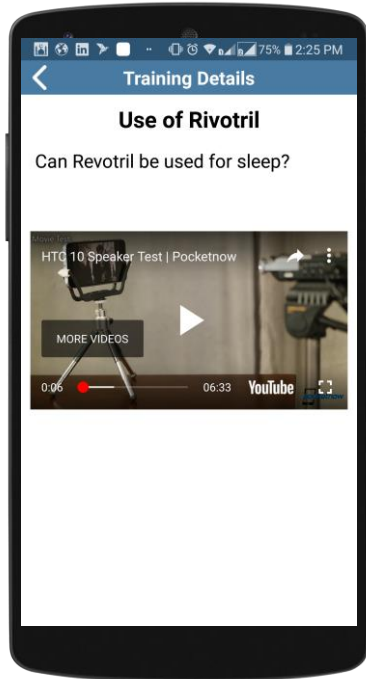 75% 2:25 PM
Training Details
Use of Rivotril
Can Revotril be used for sleep?
HTC 10 Speaker Test | Pocketnow
MORE VIDEOS
0:06 06:33 YouTube